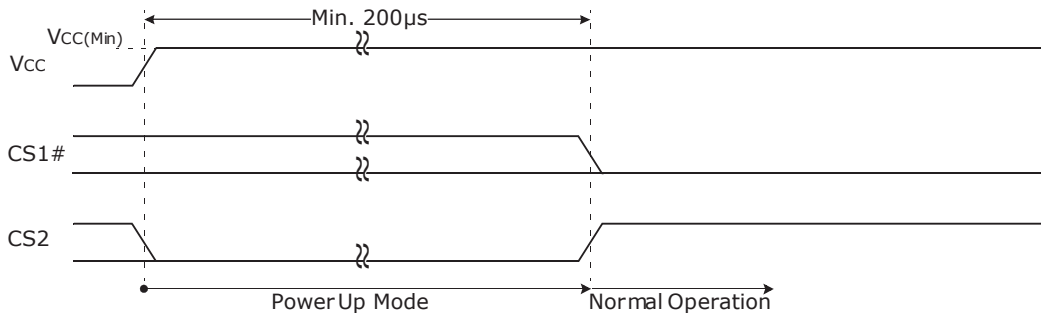 Min. 200μs
VCC(Min)
VCC
CS1#
CS2
Power Up Mode
Normal Operation